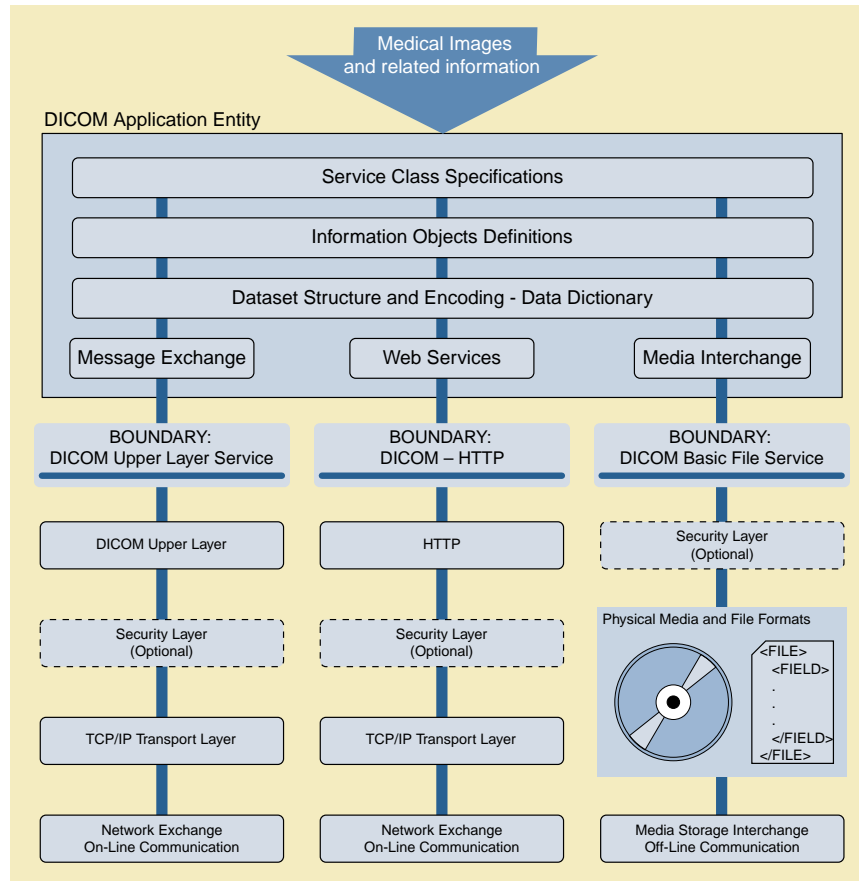 Medical Images
and related information
DICOM Application Entity
Service Class Specifications
Information Objects Definitions
Dataset Structure and Encoding - Data Dictionary
Message Exchange
Web Services
Media Interchange
BOUNDARY:
DICOM Upper Layer Service
BOUNDARY:
DICOM – HTTP
BOUNDARY:
DICOM Basic File Service
DICOM Upper Layer
HTTP
Security Layer
(Optional)
Security Layer
(Optional)
Security Layer
(Optional)
Physical Media and File Formats
<FILE>
<FIELD>
.
.
.
</FIELD>
</FILE>
TCP/IP Transport Layer
TCP/IP Transport Layer
Network Exchange
On-Line Communication
Network Exchange
On-Line Communication
Media Storage Interchange
Off-Line Communication